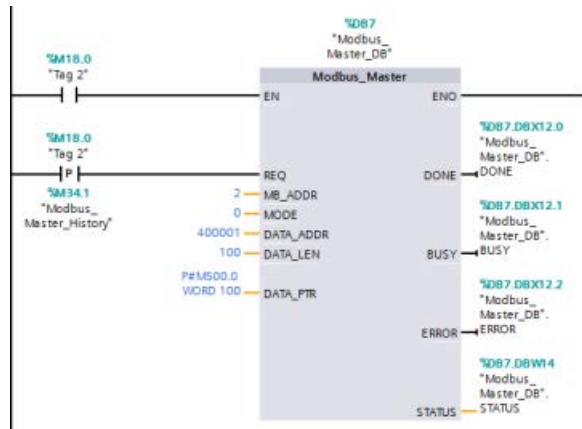 %DB7
"Modbus_
Master_DB"
Modbus_Master
%M18.0
"Tag 2"
EN
ENO
%M18.0
"Tag 2"
P
%M34.1
"Modbus_
Master_History"
REQ
2
MB_ADDR
0
MODE
400001
DATA_ADDR
100
DATA_LEN
P#M500.0
WORD 100
DATA_PTR
%DB7.DBX12.0
"Modbus_
Master_DB".
DONE
DONE
%DB7.DBX12.1
"Modbus_
Master_DB".
BUSY
BUSY
%DB7.DBX12.2
"Modbus_
Master_DB".
ERROR
ERROR
%DB7.DBW14
"Modbus_
Master_DB".
STATUS
STATUS